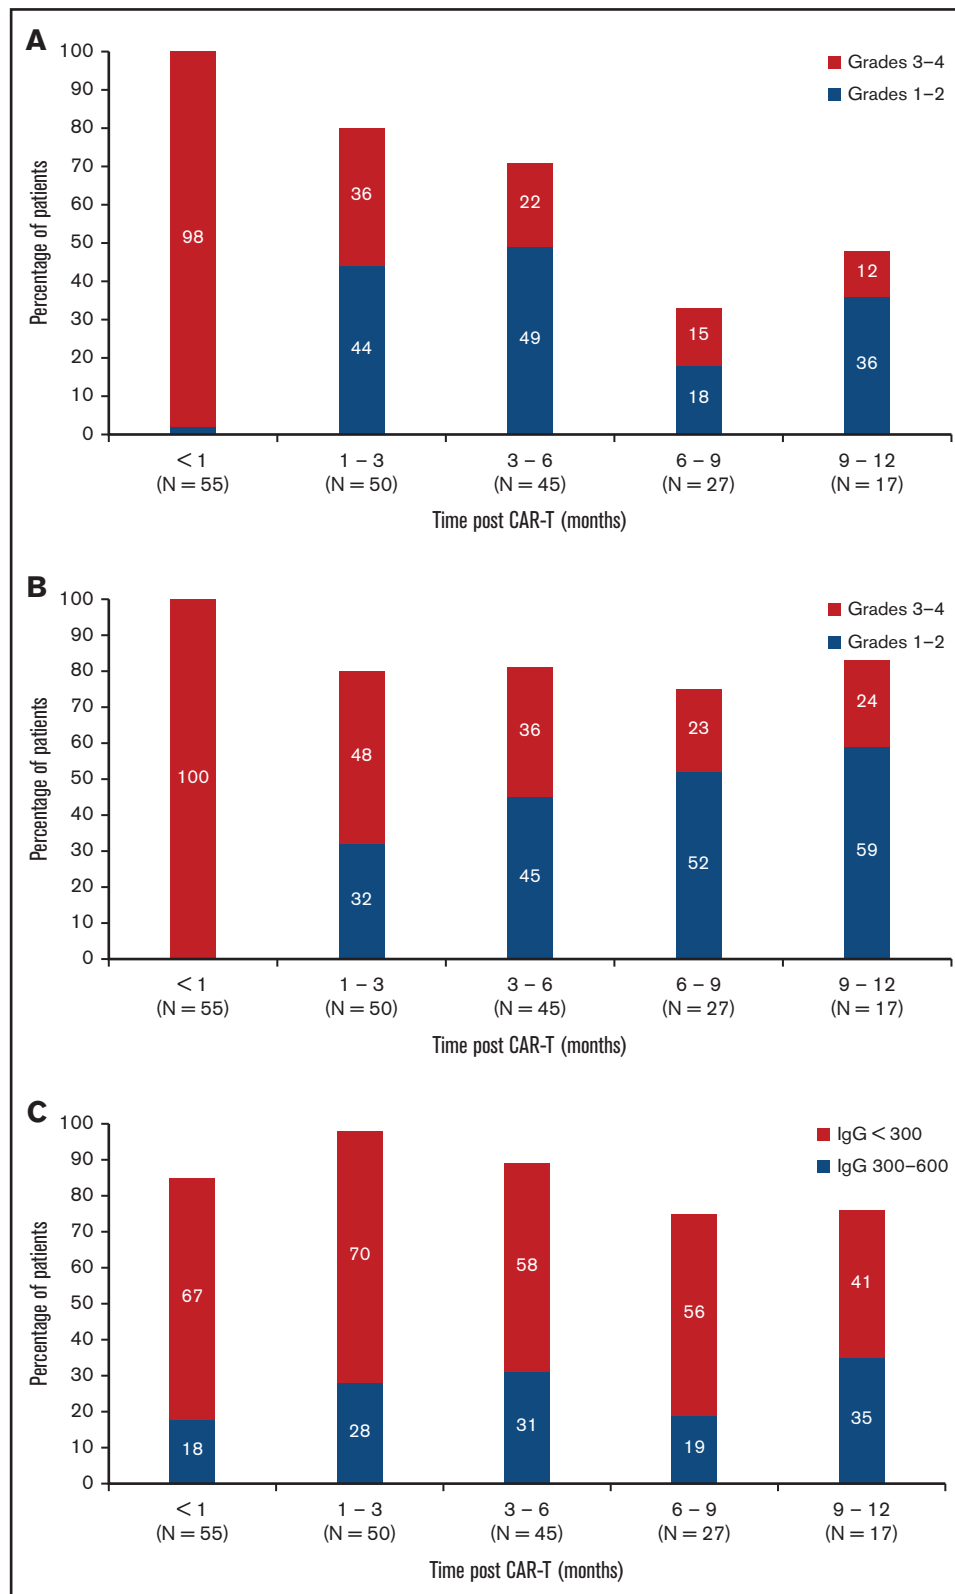 A
Grades 3–4
Grades 1–2
Percentage of patients
100
90
80
70
60
50
40
30
20
10
0
98
36
44
22
49
15
18
12
36
< 1
(N = 55)
1 – 3
(N = 50)
3 – 6
(N = 45)
6 – 9
(N = 27)
9 – 12
(N = 17)
Time post CAR-T (months)
B
Grades 3–4
Grades 1–2
Percentage of patients
100
90
80
70
60
50
40
30
20
10
0
100
48
32
36
45
23
52
24
59
< 1
(N = 55)
1 – 3
(N = 50)
3 – 6
(N = 45)
6 – 9
(N = 27)
9 – 12
(N = 17)
Time post CAR-T (months)
C
IgG < 300
IgG 300–600
Percentage of patients
100
90
80
70
60
50
40
30
20
10
0
67
18
70
28
58
31
56
19
41
35
< 1
(N = 55)
1 – 3
(N = 50)
3 – 6
(N = 45)
6 – 9
(N = 27)
9 – 12
(N = 17)
Time post CAR-T (months)